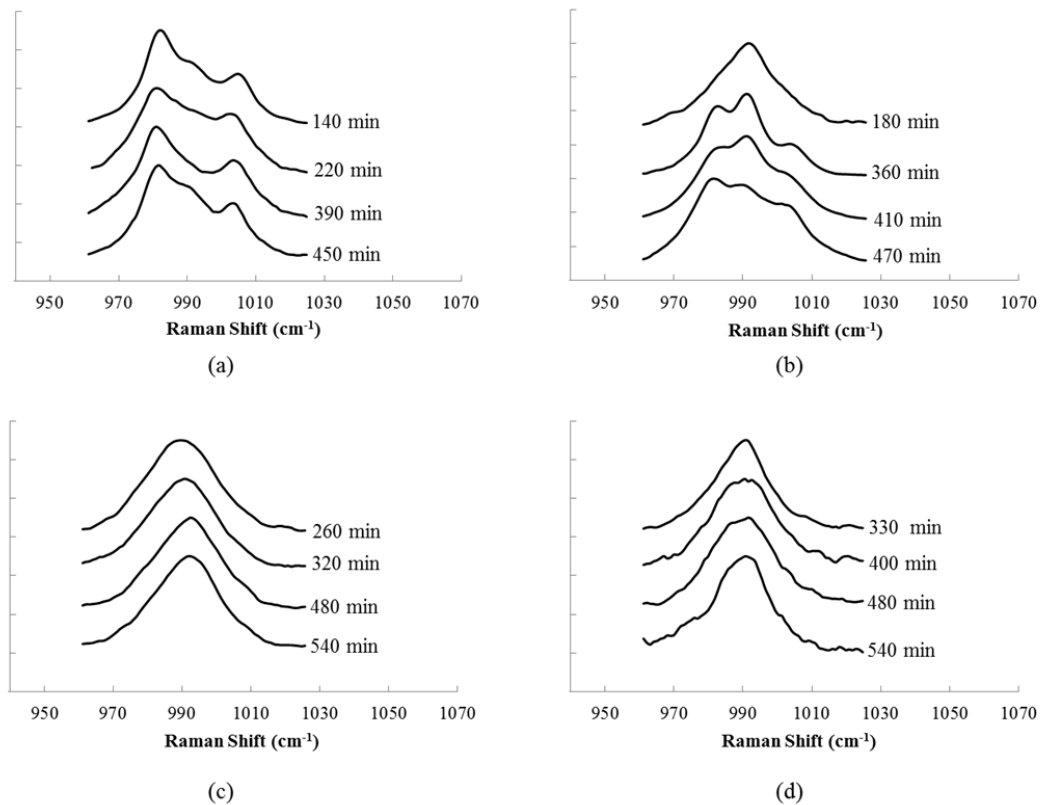 140 min
220 min
390 min
450 min
950 970 990 1010 1030 1050 1070
Raman Shift (cm⁻¹)
(a)
180 min
360 min
410 min
470 min
950 970 990 1010 1030 1050 1070
Raman Shift (cm⁻¹)
(b)
260 min
320 min
480 min
540 min
950 970 990 1010 1030 1050 1070
Raman Shift (cm⁻¹)
(c)
330 min
400 min
480 min
540 min
950 970 990 1010 1030 1050 1070
Raman Shift (cm⁻¹)
(d)